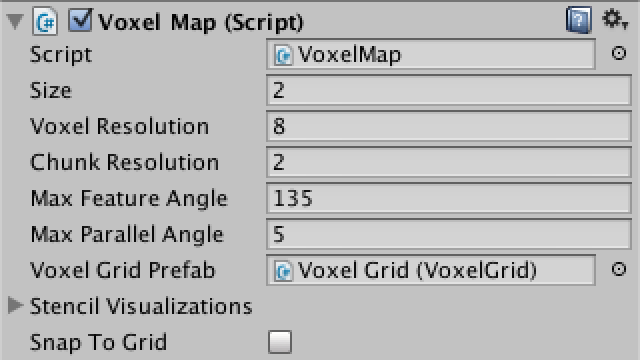 C# Voxel Map (Script) ?
Script C# VoxelMap
Size 2
Voxel Resolution 8
Chunk Resolution 2
Max Feature Angle 135
Max Parallel Angle 5
Voxel Grid Prefab C# Voxel Grid (VoxelGrid)
Stencil Visualizations
Snap To Grid